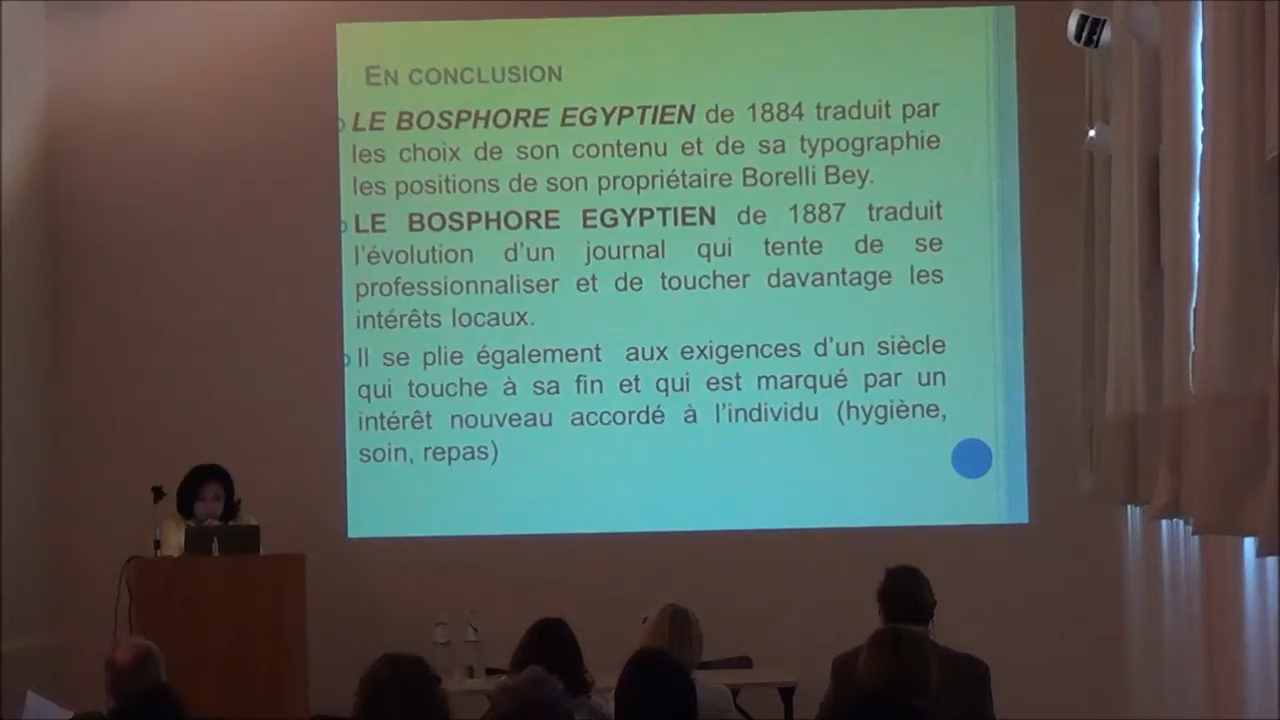 EN CONCLUSION
LE BOSPHORE EGYPTIEN de 1884 traduit par
les choix de son contenu et de sa typographie
les positions de son propriétaire Borelli Bey.
LE BOSPHORE EGYPTIEN de 1887 traduit
l'évolution d'un journal qui tente de se
professionnaliser et de toucher davantage les
intérêts locaux.
Il se plie également aux exigences d'un siècle
qui touche à sa fin et qui est marqué par un
intérêt nouveau accordé à l'individu (hygiène,
soin, repas)